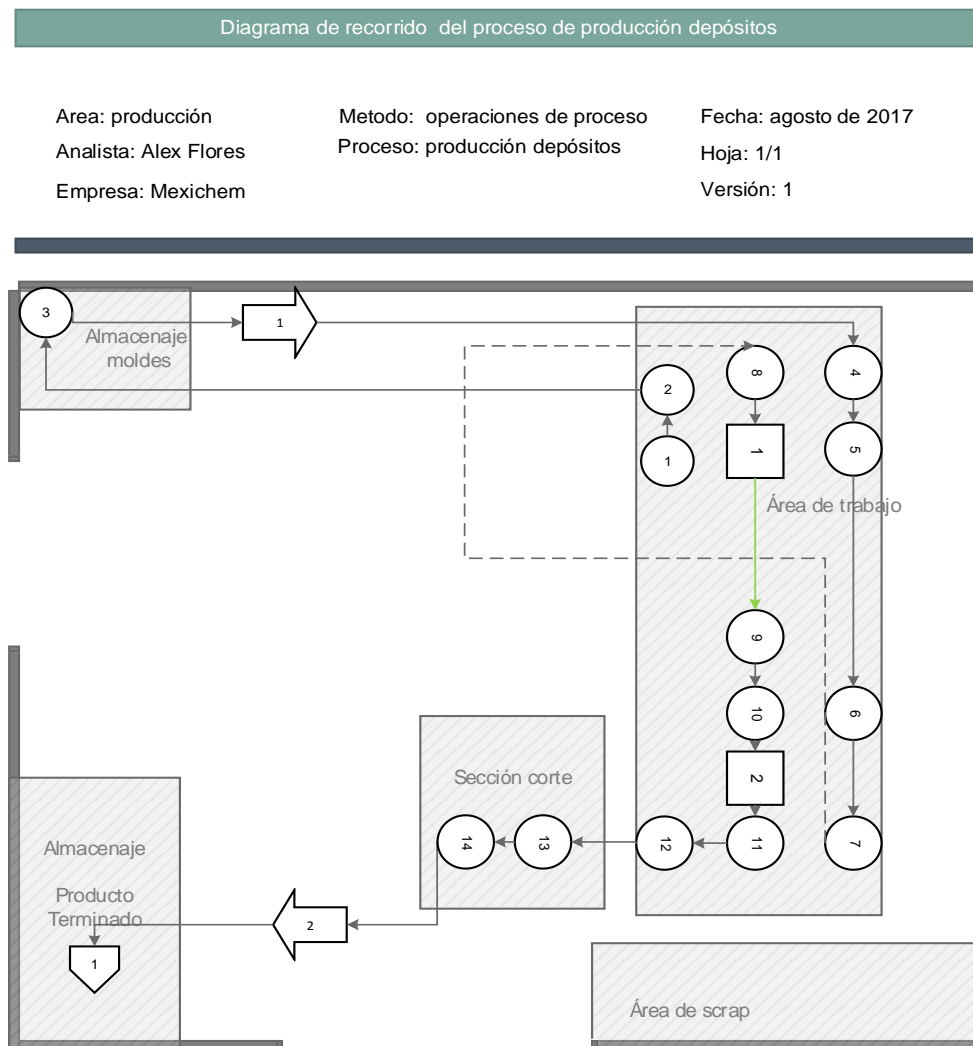 Diagrama de recorrido del proceso de producción depósitos
Area: producción
Metodo: operaciones de proceso
Fecha: agosto de 2017
Analista: Alex Flores
Proceso: producción depósitos
Hoja: 1/1
Empresa: Mexichem
Versión: 1
3
Almacenaje
moldes
1
8
4
2
1
1
5
Área de trabajo
9
10
6
2
Sección corte
14
13
12
11
7
Almacenaje
Producto
Terminado
2
1
Área de scrap